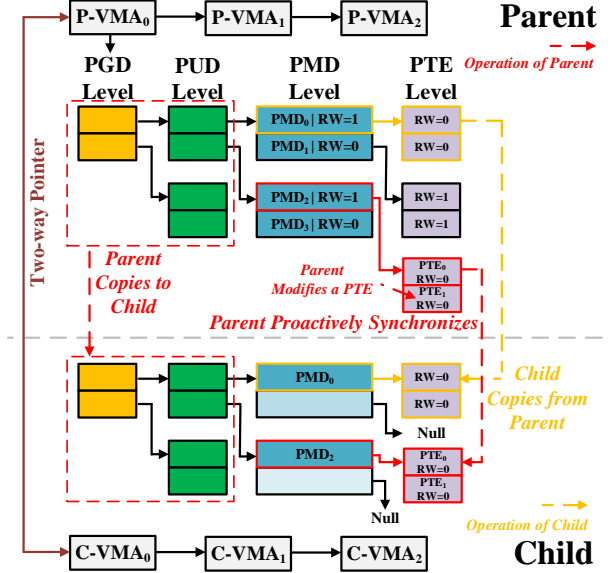 P-VMA₀ P-VMA₁ P-VMA₂ Parent
Operation of Parent
PGD Level
PUD Level
PMD Level
PTE Level
PMD₀| RW=1
PMD₁| RW=0
RW=0
RW=0
PMD₂| RW=1
PMD₃| RW=0
RW=1
RW=1
Two-way Pointer
Parent
Copies to
Child
Parent
Modifies a PTE
PTE₀
RW=0
PTE₁
RW=0
Parent Proactively Synchronizes
PMD₀
RW=0
RW=0
Child
Copies from
Parent
Null
PMD₂
PTE₀
RW=0
PTE₁
RW=0
Null
Operation of Child
C-VMA₀ C-VMA₁ C-VMA₂ Child